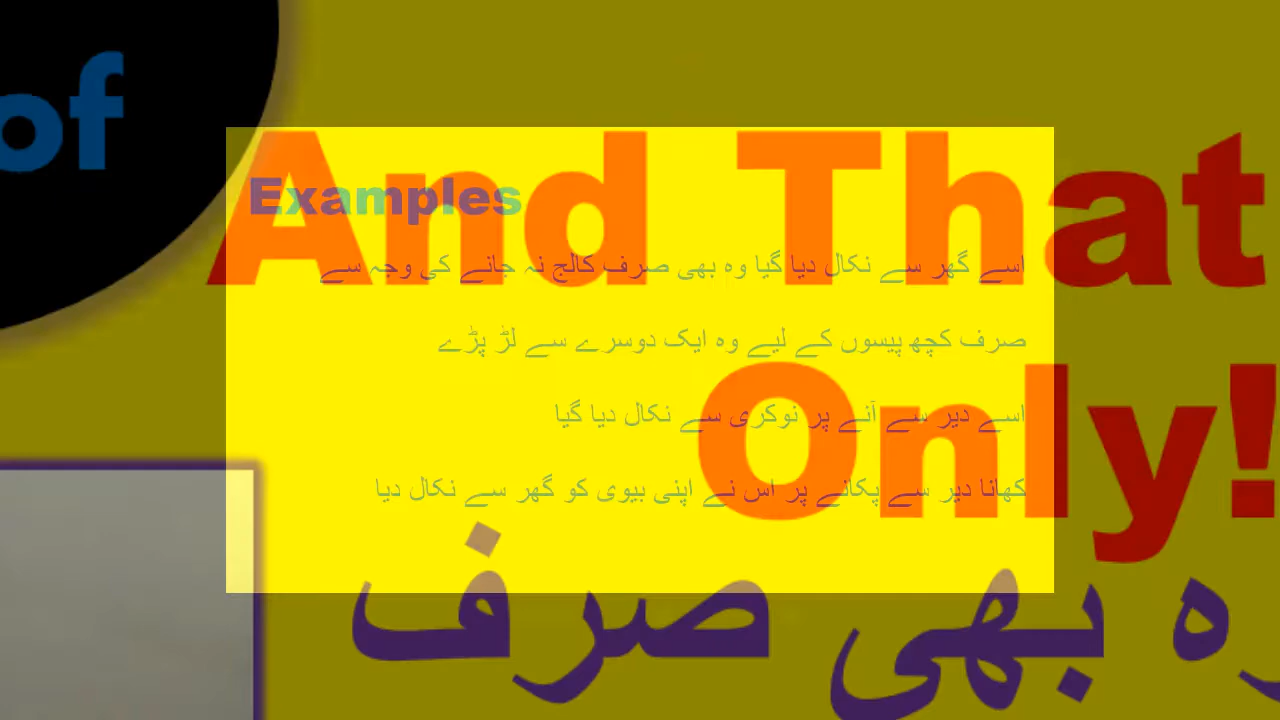 of
And That
Only!
Examples
اسے گھر سے نکال دیا گیا وہ بھی صرف کالج نہ جانے کی وجہ سے
صرف کچھ پیسوں کے لیے وہ ایک دوسرے سے لڑ پڑے
اسے دیر سے آنے پر نوکری سے نکال دیا گیا
کھانا دیر سے پکانے پر اس نے اپنی بیوی کو گھر سے نکال دیا
بھی صرف